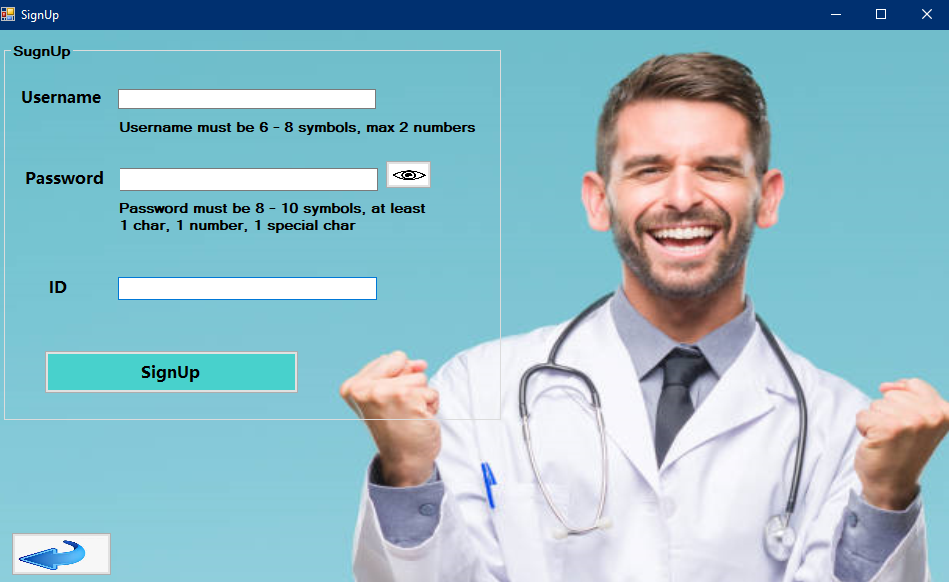 SignUp
SugnUp
Username
Username must be 6 - 8 symbols, max 2 numbers
Password
Password must be 8 - 10 symbols, at least
1 char, 1 number, 1 special char
ID
SignUp